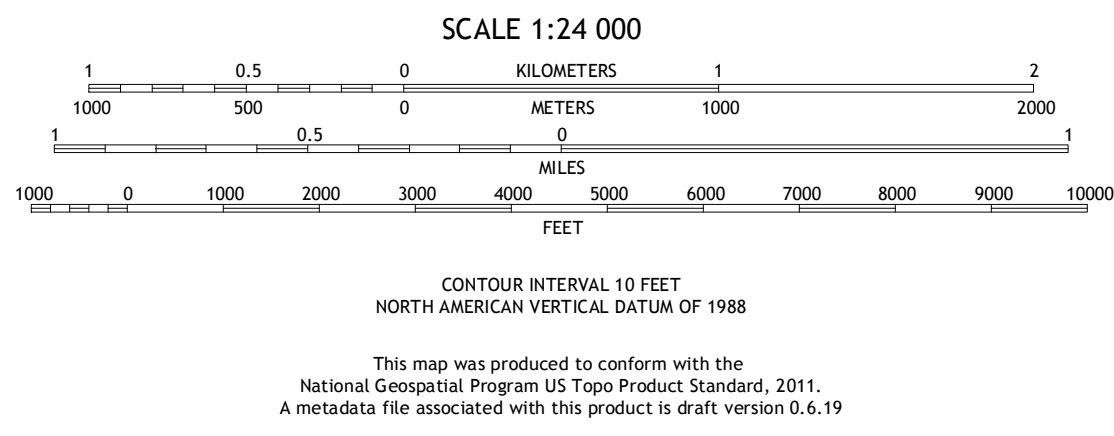 SCALE 1:24 000
1 0.5 0 KILOMETERS 1 2
1000 500 0 METERS 1000 2000
1 0.5 0 1
MILES
1000 0 1000 2000 3000 4000 5000 6000 7000 8000 9000 10000
FEET
CONTOUR INTERVAL 10 FEET
NORTH AMERICAN VERTICAL DATUM OF 1988
This map was produced to conform with the
National Geospatial Program US Topo Product Standard, 2011.
A metadata file associated with this product is draft version 0.6.19